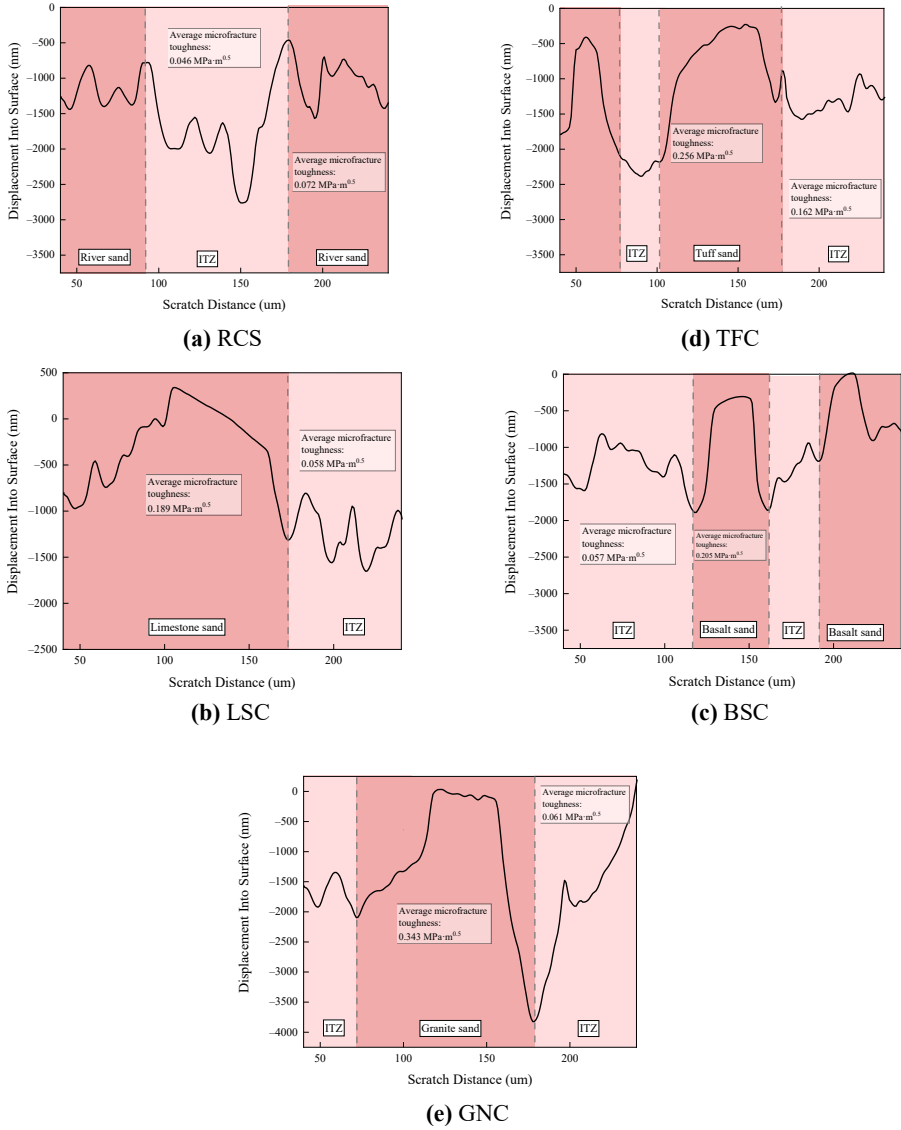 0
−500
−1000
−1500
−2000
−2500
−3000
−3500
Displacement Into Surface (nm)
Average microfracture
toughness:
0.046 MPa·m0.5
Average microfracture
toughness:
0.072 MPa·m0.5
River sand
ITZ
River sand
50
100
150
200
Scratch Distance (um)
(a) RCS
0
−500
−1000
−1500
−2000
−2500
−3000
−3500
Displacement Into Surface (nm)
Average microfracture
toughness:
0.256 MPa·m0.5
Average microfracture
toughness:
0.162 MPa·m0.5
ITZ
Tuff sand
ITZ
50
100
150
200
Scratch Distance (um)
(d) TFC
500
0
−500
−1000
−1500
−2000
−2500
Displacement Into Surface (nm)
Average microfracture
toughness:
0.058 MPa·m0.5
Average microfracture
toughness:
0.189 MPa·m0.5
Limestone sand
ITZ
50
100
150
200
Scratch Distance (um)
(b) LSC
0
−500
−1000
−1500
−2000
−2500
−3000
−3500
Displacement Into Surface (nm)
Average microfracture
toughness:
0.057 MPa·m0.5
Average microfracture
toughness:
0.205 MPa·m0.5
ITZ
Basalt sand
ITZ
Basalt sand
50
100
150
200
Scratch Distance (um)
(c) BSC
0
−500
−1000
−1500
−2000
−2500
−3000
−3500
−4000
Displacement Into Surface (nm)
Average microfracture
toughness:
0.061 MPa·m0.5
Average microfracture
toughness:
0.343 MPa·m0.5
ITZ
Granite sand
ITZ
50
100
150
200
Scratch Distance (um)
(e) GNC